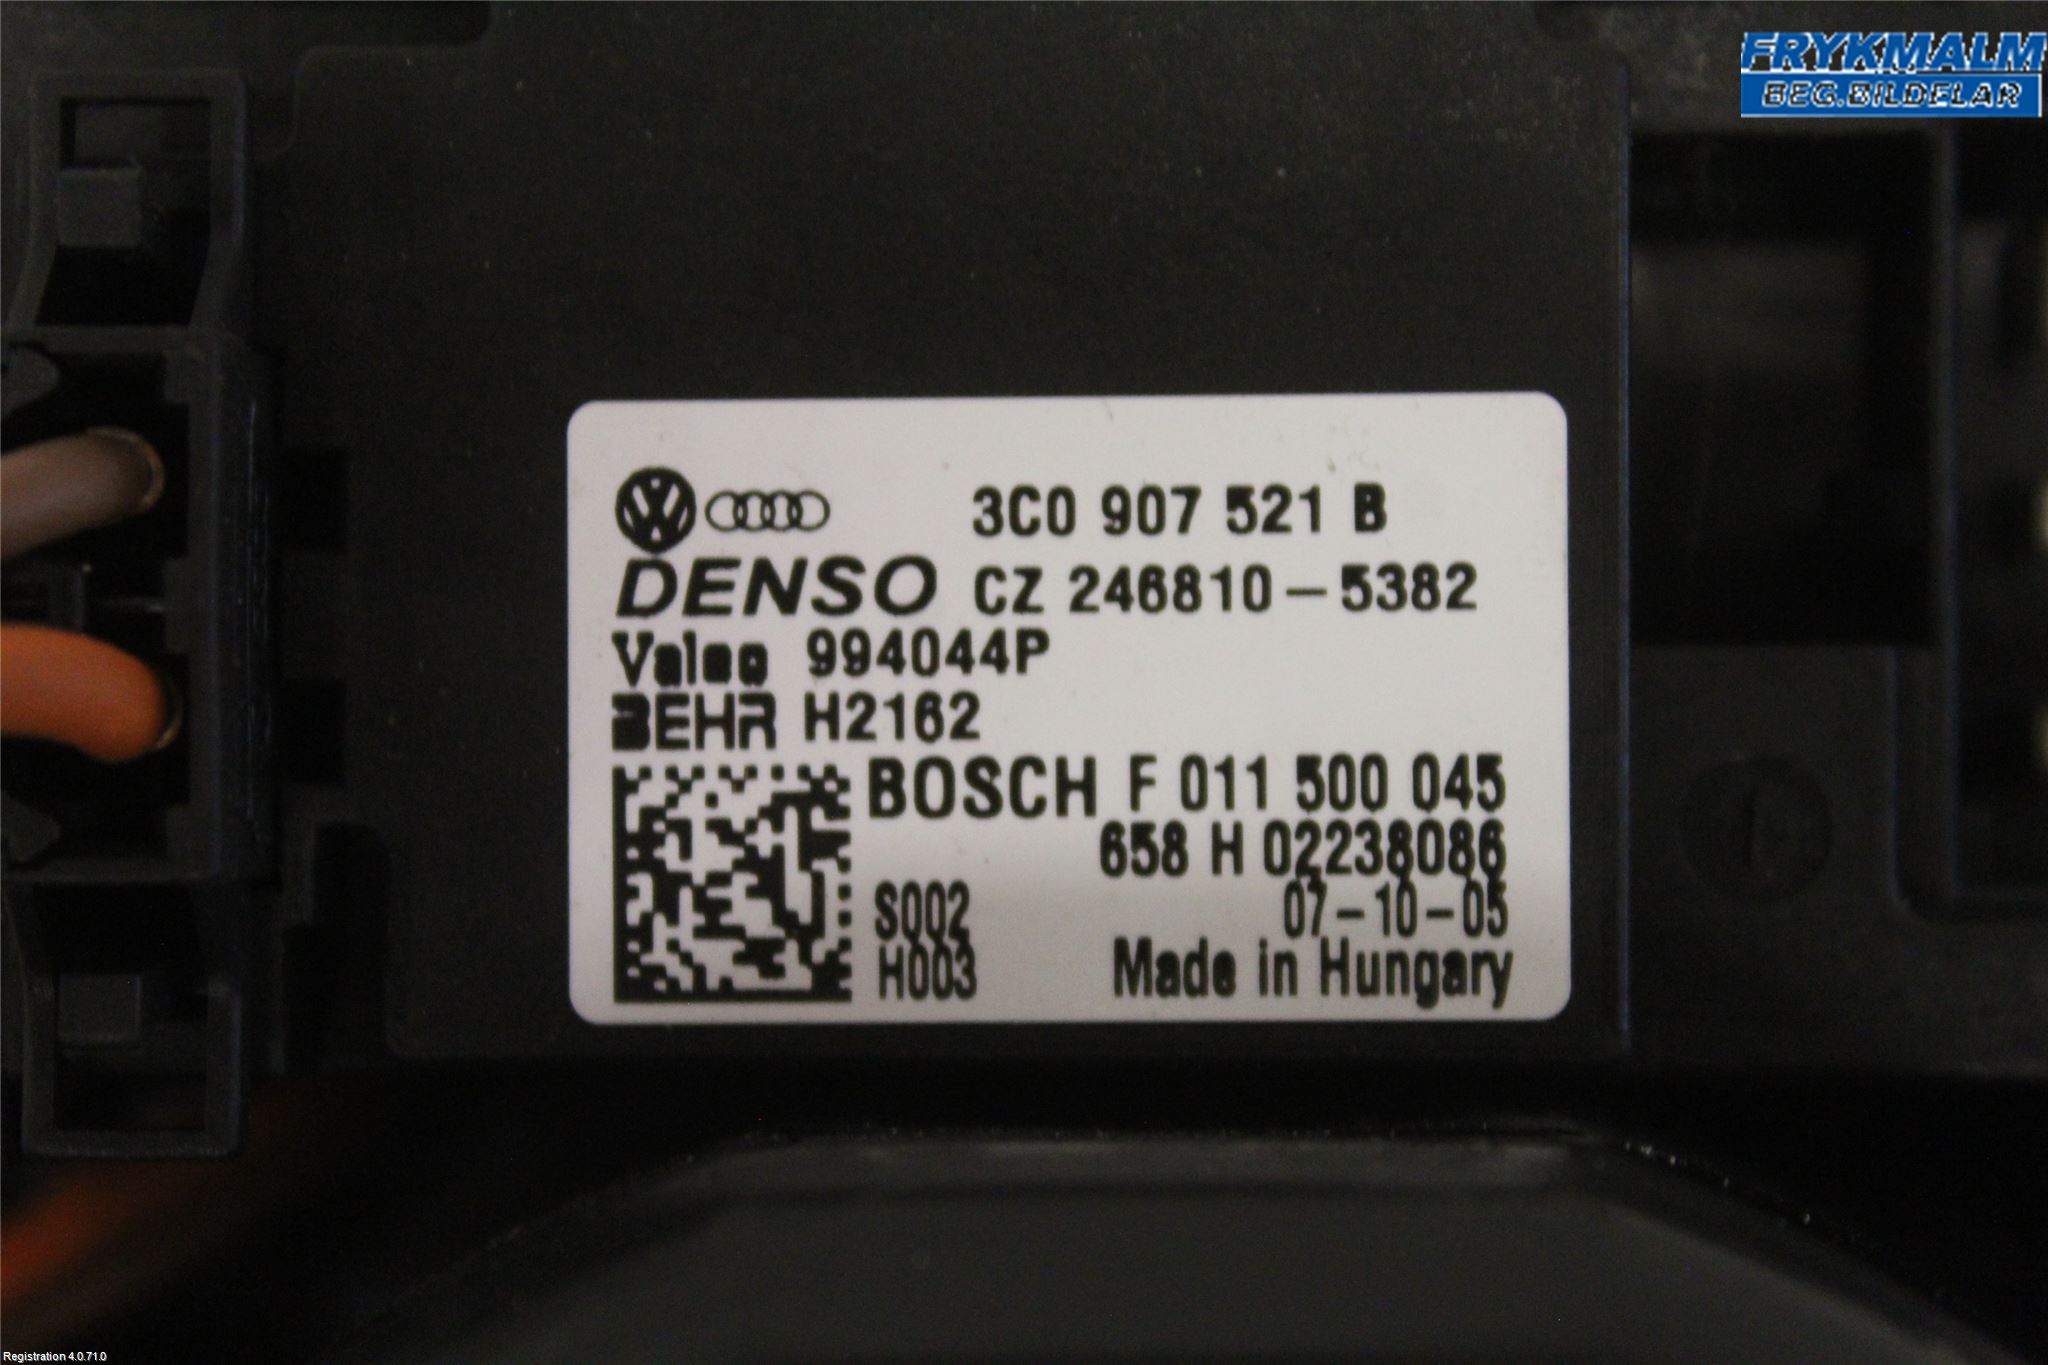 FRYKMALM
BEG.BILDELAR
3C0 907 521 B
DENSO CZ 246810-5382
Valeo 994044P
BEHR H2162
BOSCH F 011 500 045
658 H 02238086
S002 07-10-05
H003 Made in Hungary
Registration 4.0.71.0